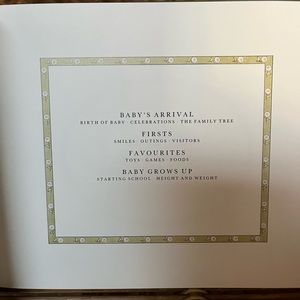 BABY'S ARRIVAL
BIRTH OF BABY · CELEBRATIONS · THE FAMILY TREE
FIRSTS
SMILES · OUTINGS · VISITORS
FAVOURITES
TOYS · GAMES · FOODS
BABY GROWS UP
STARTING SCHOOL · HEIGHT AND WEIGHT